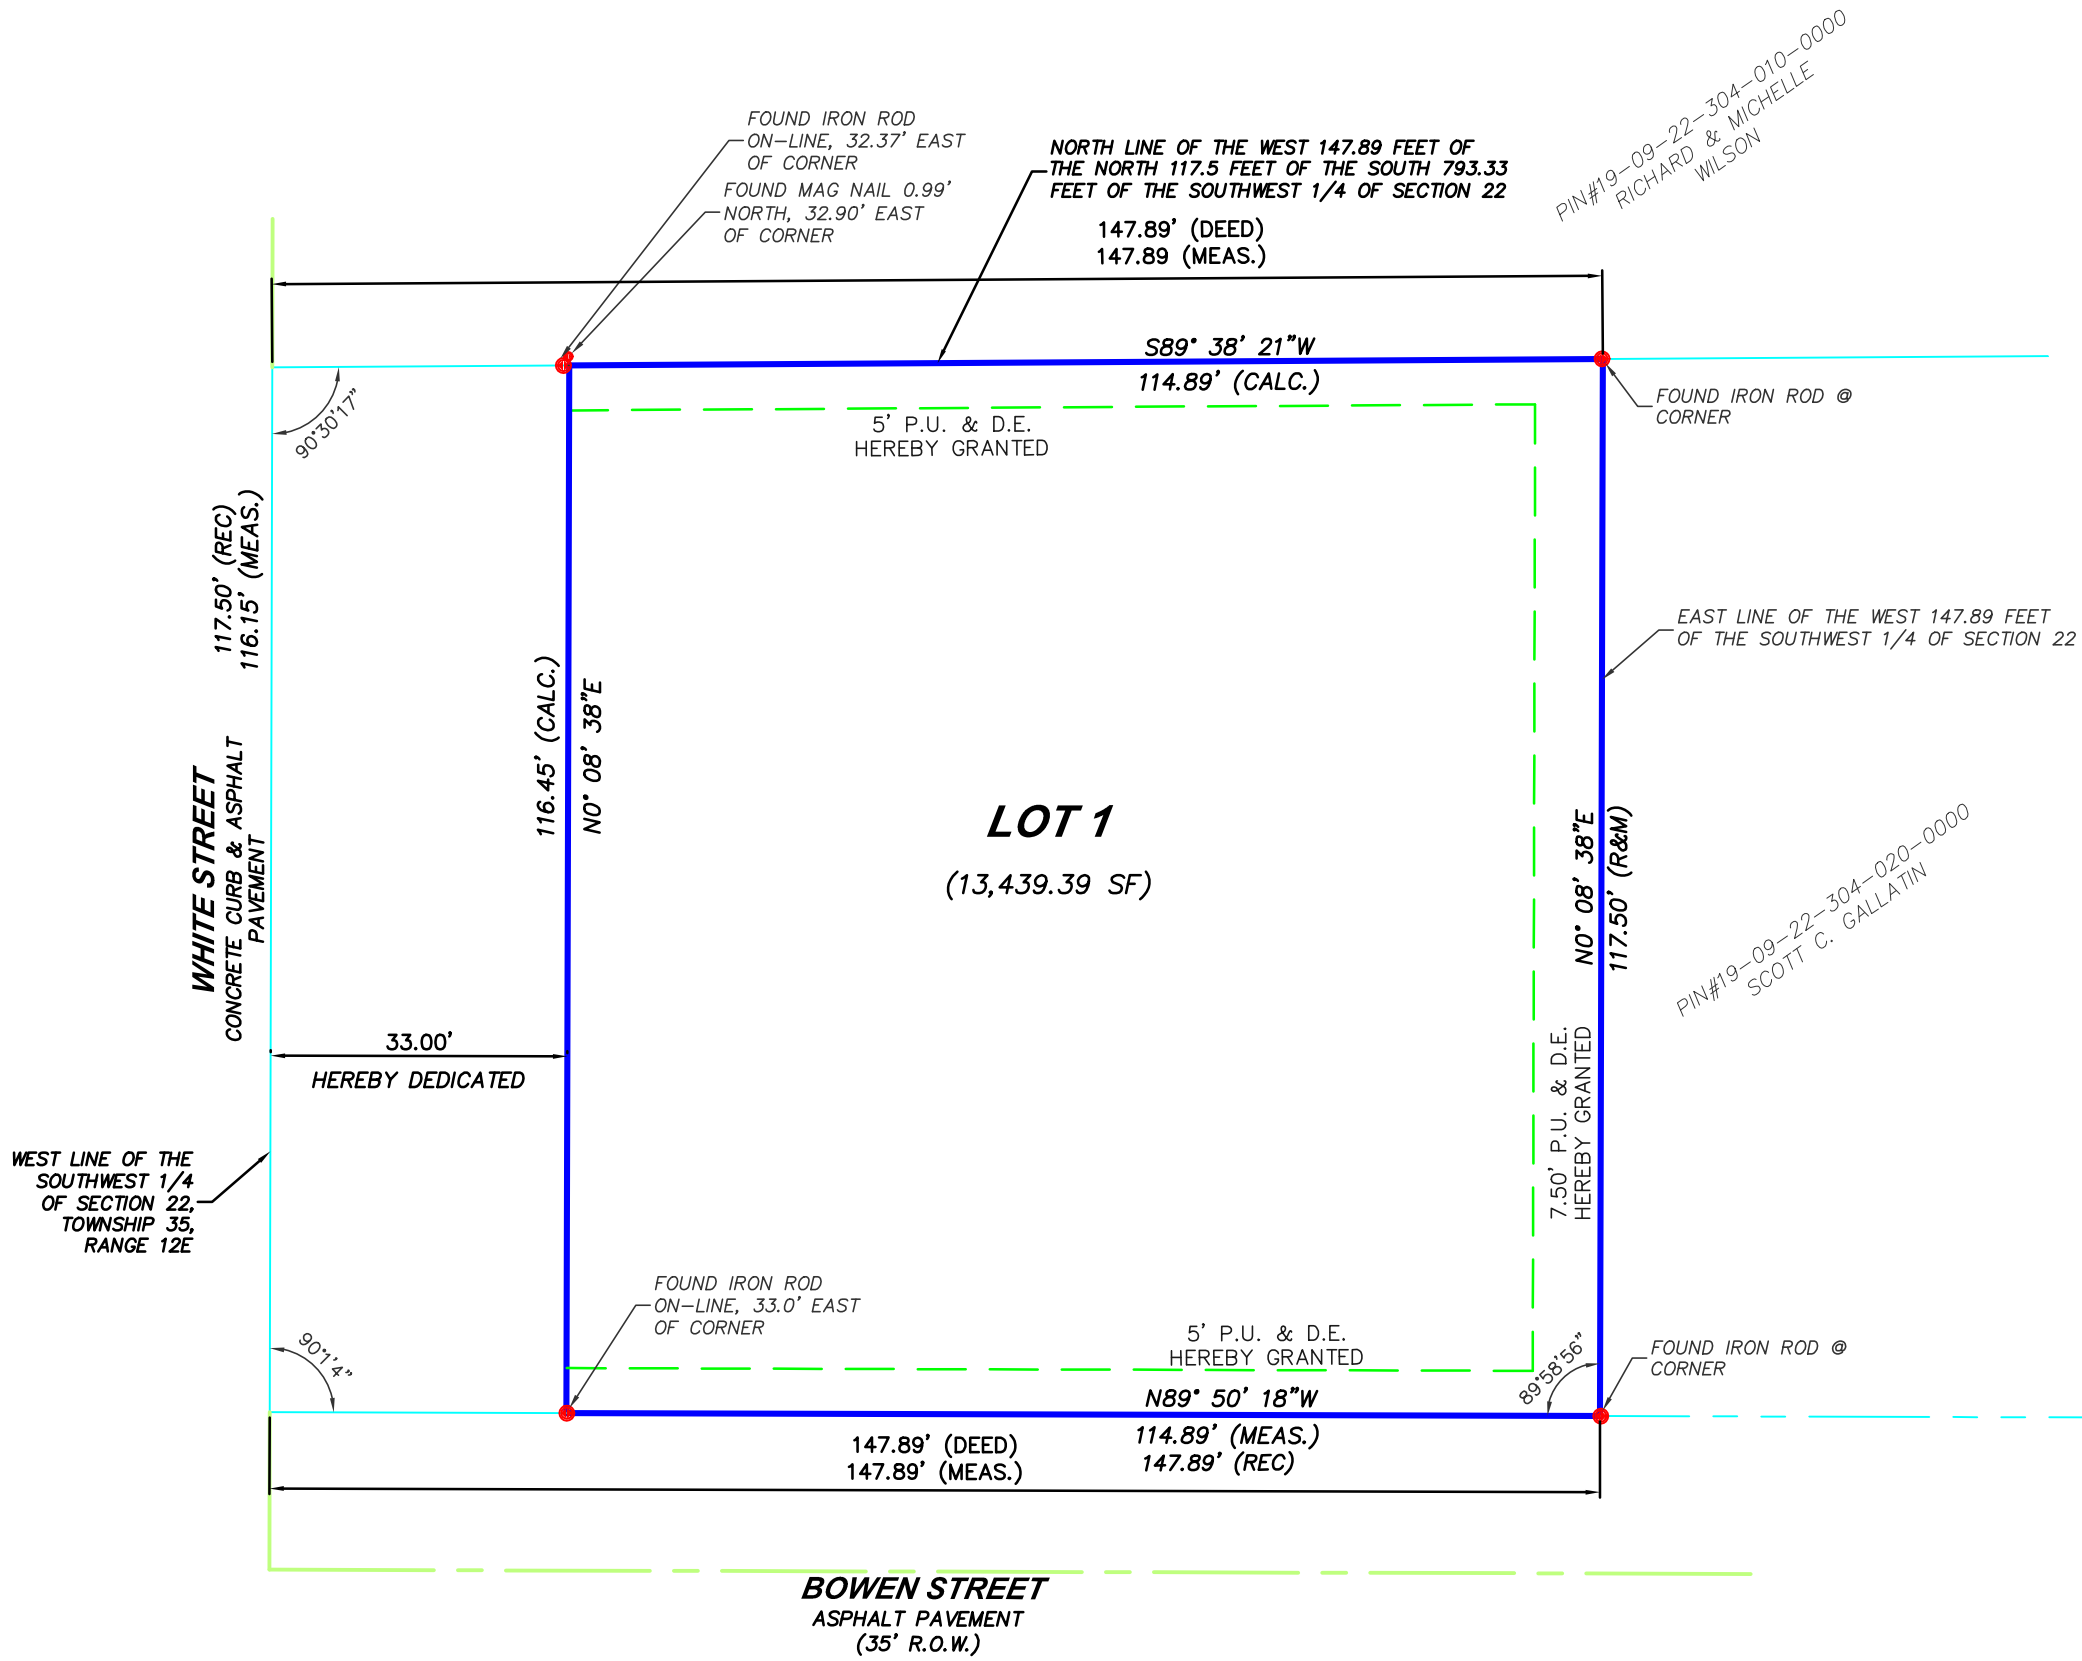 PIN#19-09-22-304-010-0000
RICHARD & MICHELLE
WILSON
FOUND IRON ROD
ON-LINE, 32.37' EAST
OF CORNER
FOUND MAG NAIL 0.99'
NORTH, 32.90' EAST
OF CORNER
NORTH LINE OF THE WEST 147.89 FEET OF
THE NORTH 117.5 FEET OF THE SOUTH 793.33
FEET OF THE SOUTHWEST 1/4 OF SECTION 22
147.89' (DEED)
147.89 (MEAS.)
S89° 38' 21"W
114.89' (CALC.)
FOUND IRON ROD @
CORNER
90°30'17"
5' P.U. & D.E.
HEREBY GRANTED
117.50' (REC)
116.15' (MEAS.)
EAST LINE OF THE WEST 147.89 FEET
OF THE SOUTHWEST 1/4 OF SECTION 22
116.45' (CALC.)
N0° 08' 38"E
WHITE STREET
CONCRETE CURB & ASPHALT
PAVEMENT
LOT 1
(13,439.39 SF)
N0° 08' 38"E
117.50' (R&M)
PIN#19-09-22-304-020-0000
SCOTT C. GALLATIN
33.00'
HEREBY DEDICATED
7.50' P.U. & D.E.
HEREBY GRANTED
WEST LINE OF THE
SOUTHWEST 1/4
OF SECTION 22,
TOWNSHIP 35,
RANGE 12E
FOUND IRON ROD
ON-LINE, 33.0' EAST
OF CORNER
90°1'4"
5' P.U. & D.E.
HEREBY GRANTED
89°58'56"
FOUND IRON ROD @
CORNER
N89° 50' 18"W
114.89' (MEAS.)
147.89' (REC)
147.89' (DEED)
147.89' (MEAS.)
BOWEN STREET
ASPHALT PAVEMENT
(35' R.O.W.)